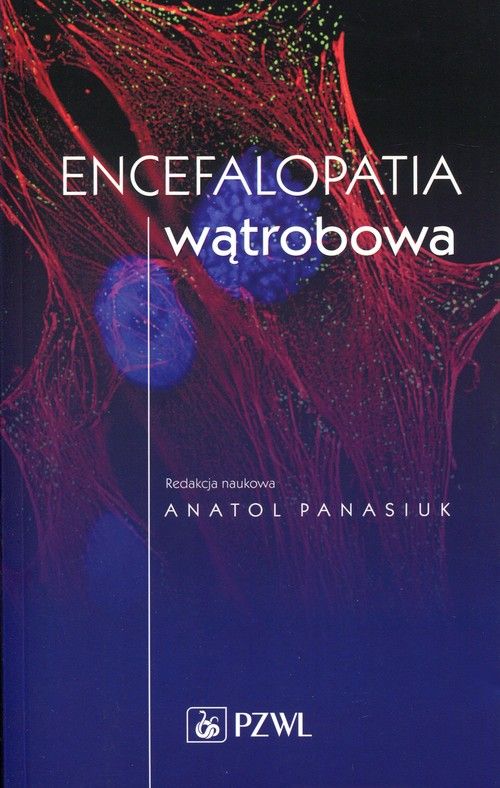 ENCEFALOPATIA
wątrobowa
Redakcja naukowa
ANATOL PANASIUK
PZWL